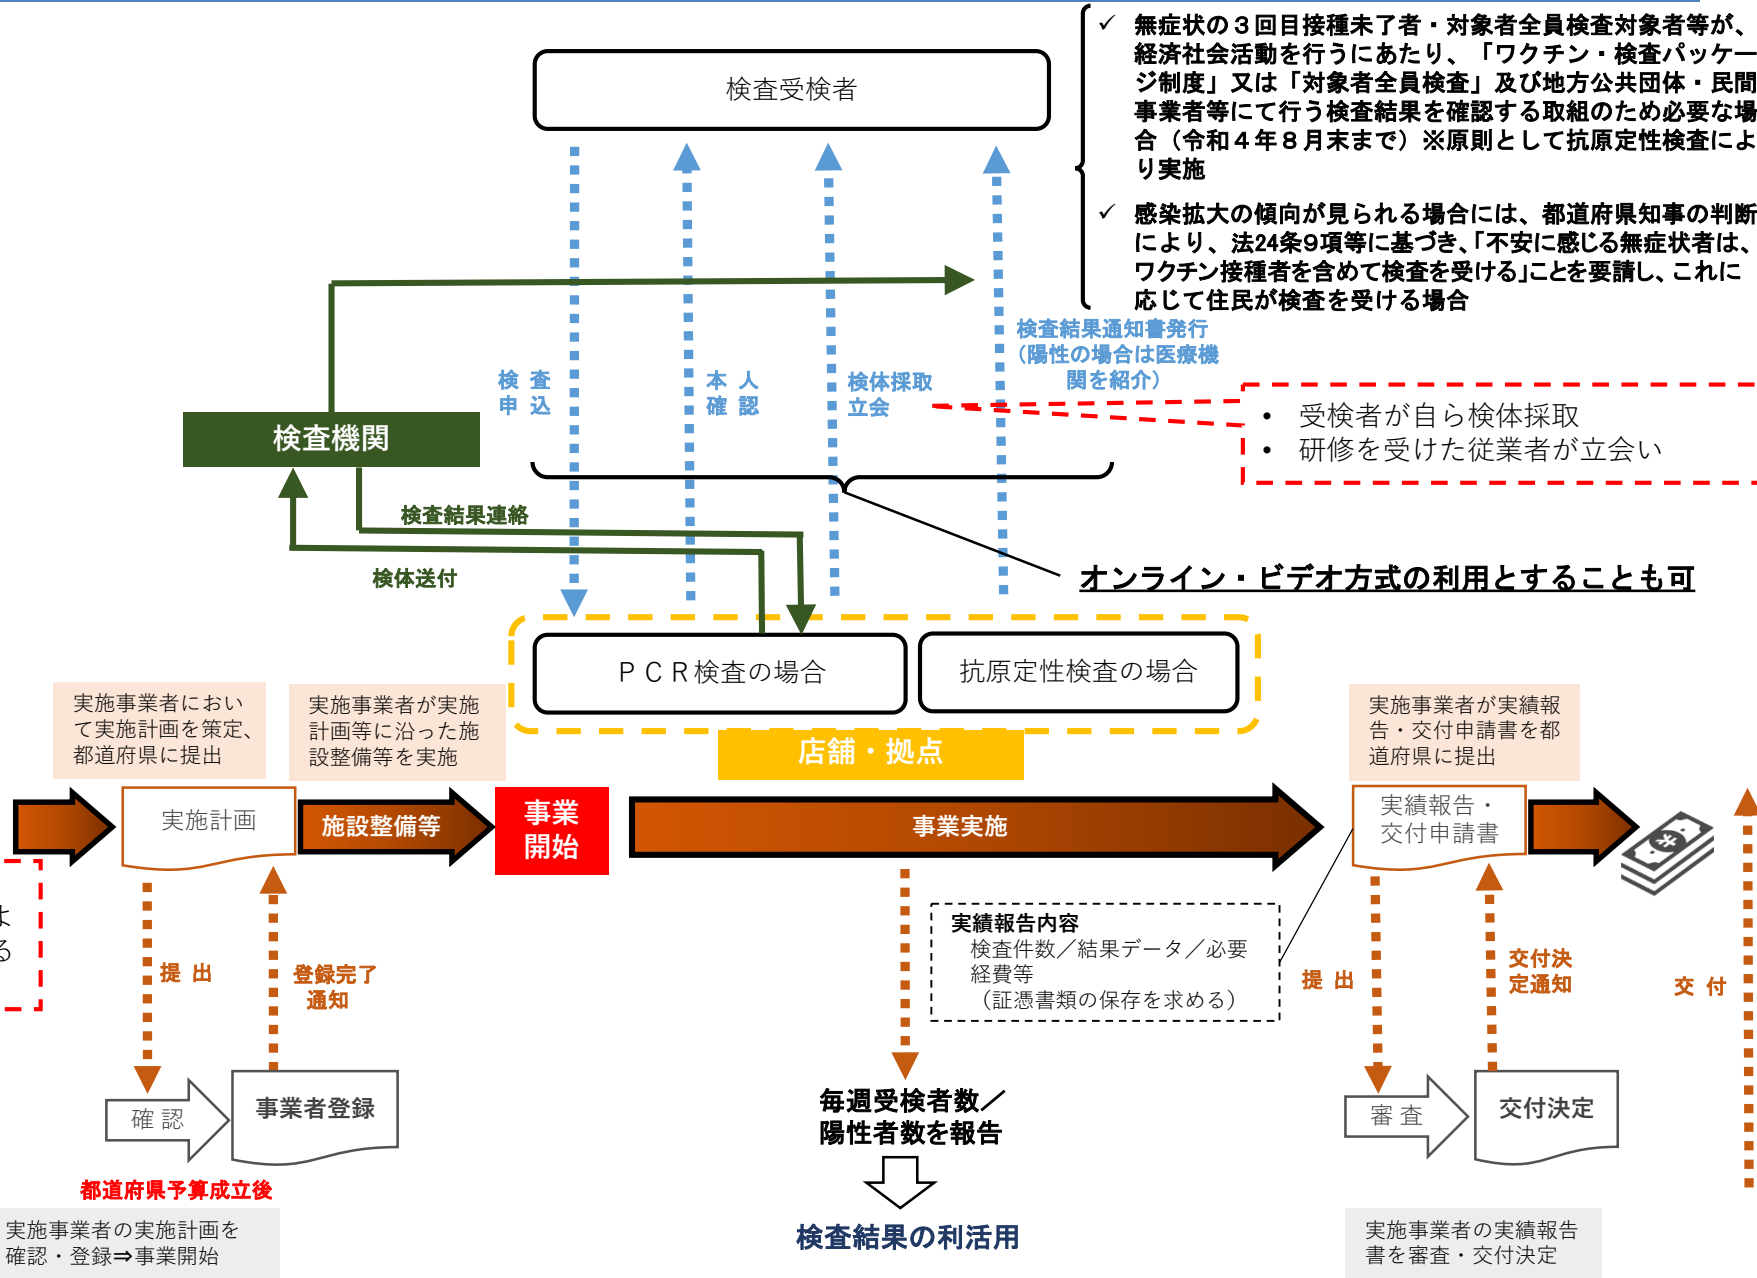 ✓ 無症状の３回目接種未了者・対象者全員検査対象者等が、
経済社会活動を行うにあたり、「ワクチン・検査パッケー
ジ制度」又は「対象者全員検査」及び地方公共団体・民間
事業者等にて行う検査結果を確認する取組のため必要な場
合（令和４年８月末まで）※原則として抗原定性検査によ
り実施
✓ 感染拡大の傾向が見られる場合には、都道府県知事の判断
により、法24条９項等に基づき、「不安に感じる無症状者は、
ワクチン接種者を含めて検査を受ける」ことを要請し、これに
応じて住民が検査を受ける場合
検査受検者
検査結果通知書発行
（陽性の場合は医療機
関を紹介）
検 査
申 込
本 人
確 認
検体採取
立会
• 受検者が自ら検体採取
• 研修を受けた従業者が立会い
検査機関
検査結果連絡
検体送付
オンライン・ビデオ方式の利用とすることも可
ＰＣＲ検査の場合
抗原定性検査の場合
店舗・拠点
実施事業者におい
て実施計画を策定、
都道府県に提出
実施事業者が実施
計画等に沿った施
設整備等を実施
実施事業者が実績報
告・交付申請書を都
道府県に提出
実施計画
施設整備等
事業
開始
事業実施
実績報告・
交付申請書
よ
る
提 出
登録完了
通知
実績報告内容
検査件数／結果データ／必要
経費等
（証憑書類の保存を求める）
提 出
交付決
定通知
交 付
確 認
事業者登録
毎週受検者数／
陽性者数を報告
審 査
交付決定
都道府県予算成立後
実施事業者の実施計画を
確認・登録⇒事業開始
検査結果の利活用
実施事業者の実績報告
書を審査・交付決定